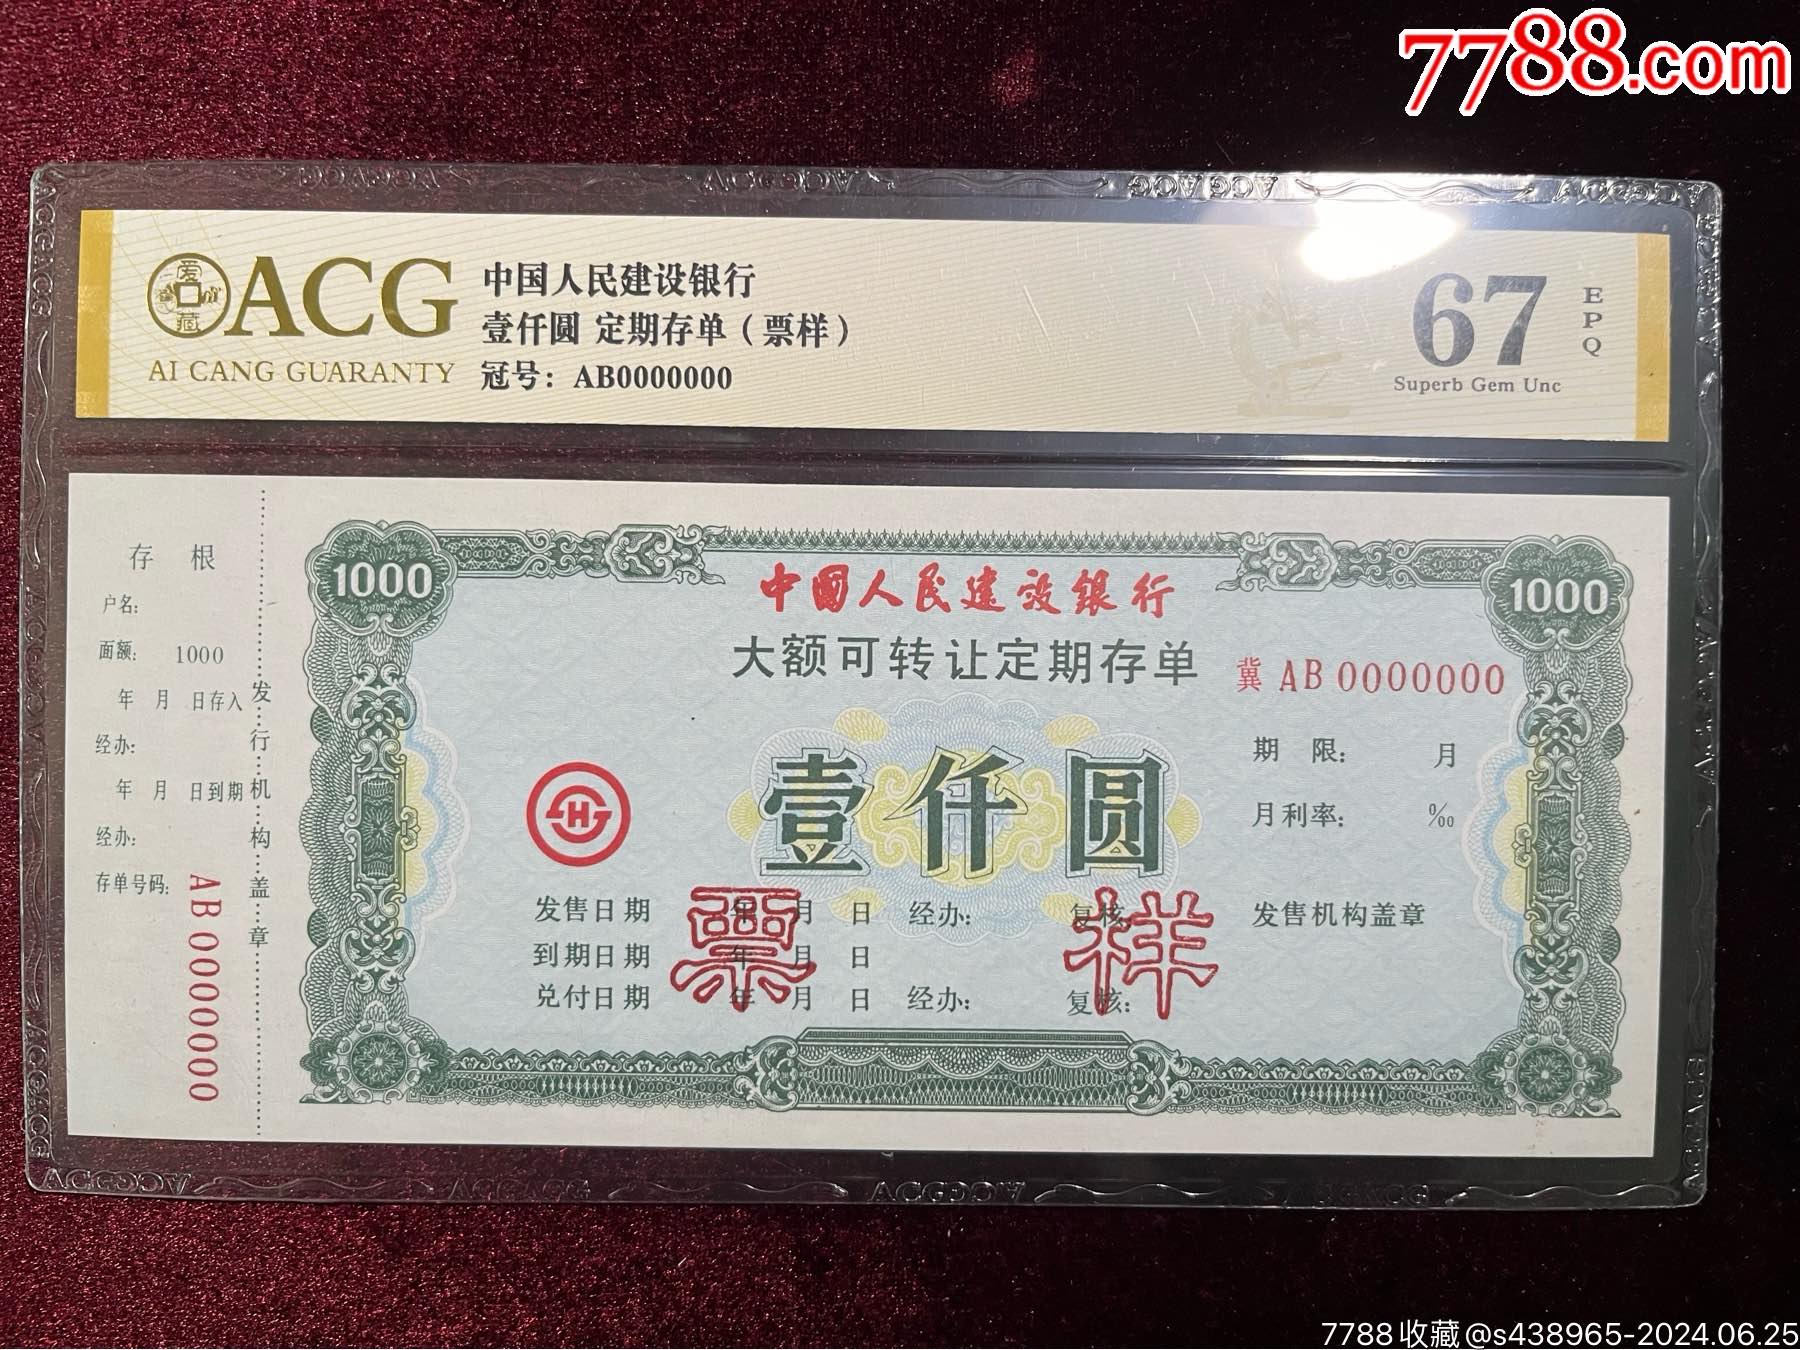 7788.com
爱藏
ACG
AI CANG GUARANTY
中国人民建设银行
壹仟圆 定期存单（票样）
冠号：AB0000000
67
EPQ
Superb Gem Unc
存 根
户名:
面额: 1000
年 月 日存入
经办:
年 月 日到期
经办:
存单号码: AB0000000
发行机构盖章
1000
1000
中國人民建设银行
大额可转让定期存单
冀 AB 0000000
壹仟圆
期 限: 月
月利率: ‰
发售日期 年 月 日 经办: 复核: 发售机构盖章
到期日期 年 月 日
兑付日期 年 月 日 经办: 复核:
票样
7788收藏@s438965-2024.06.25